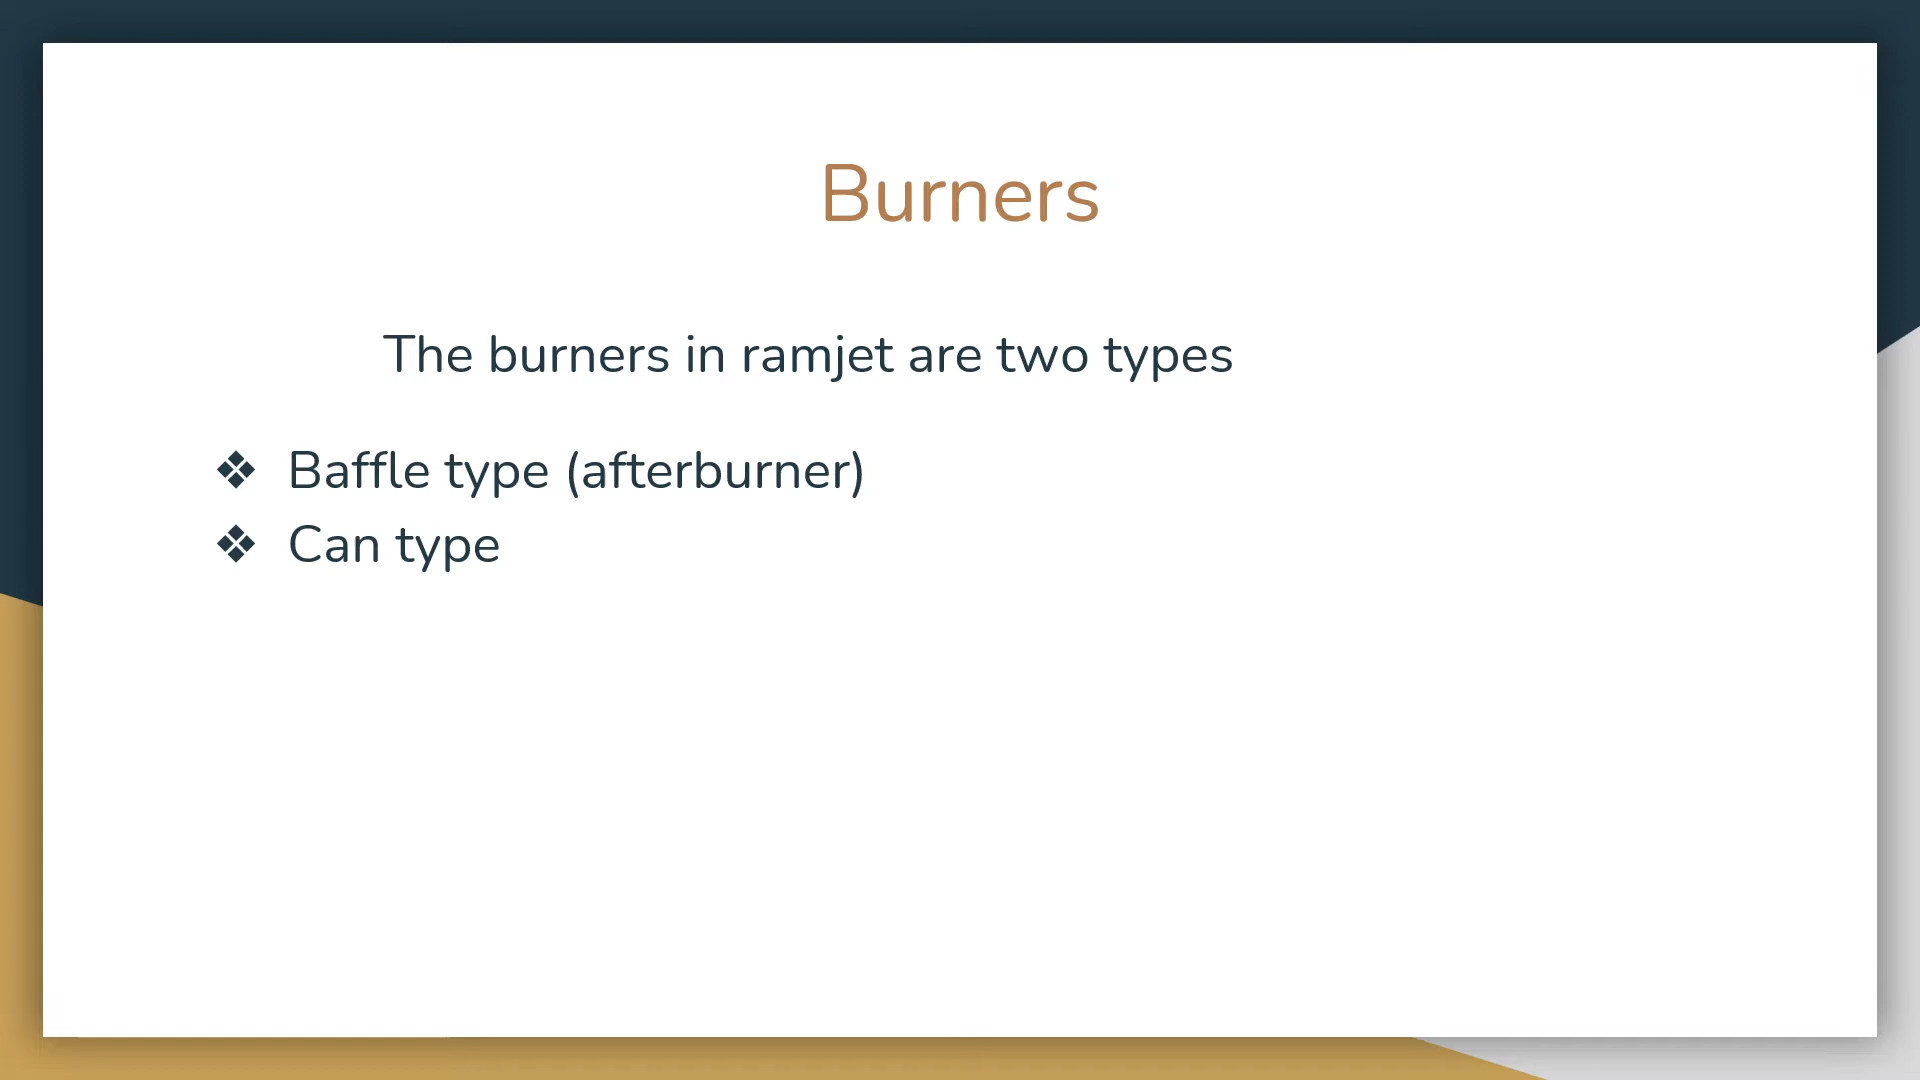 Burners
The burners in ramjet are two types
❖ Baffle type (afterburner)
❖ Can type